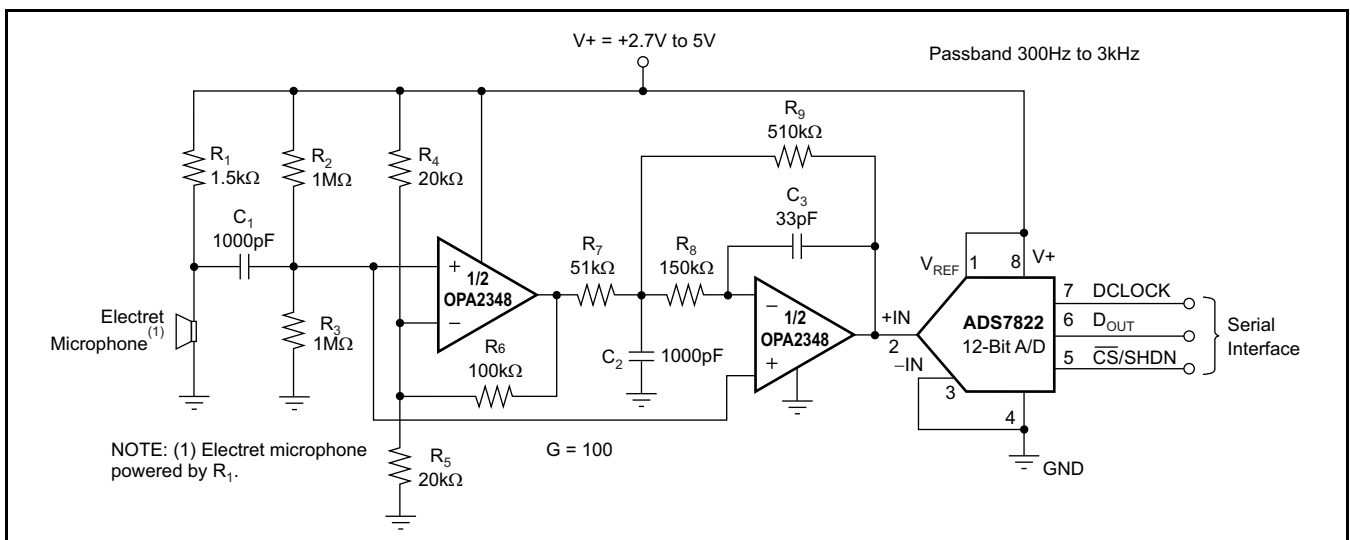 V+ = +2.7V to 5V
Passband 300Hz to 3kHz
R9
510kΩ
R1
1.5kΩ
R2
1MΩ
R4
20kΩ
C3
33pF
C1
1000pF
R7
51kΩ
R8
150kΩ
VREF
1
8
V+
+
1/2
OPA2348
−
−
1/2
OPA2348
+
7 DCLOCK
ADS7822
12-Bit A/D
6 DOUT
5 C̅S̅/SHDN
Serial
Interface
+IN
2
−IN
3
4
GND
Electret
Microphone(1)
R3
1MΩ
R6
100kΩ
C2
1000pF
NOTE: (1) Electret microphone
powered by R1.
G = 100
R5
20kΩ